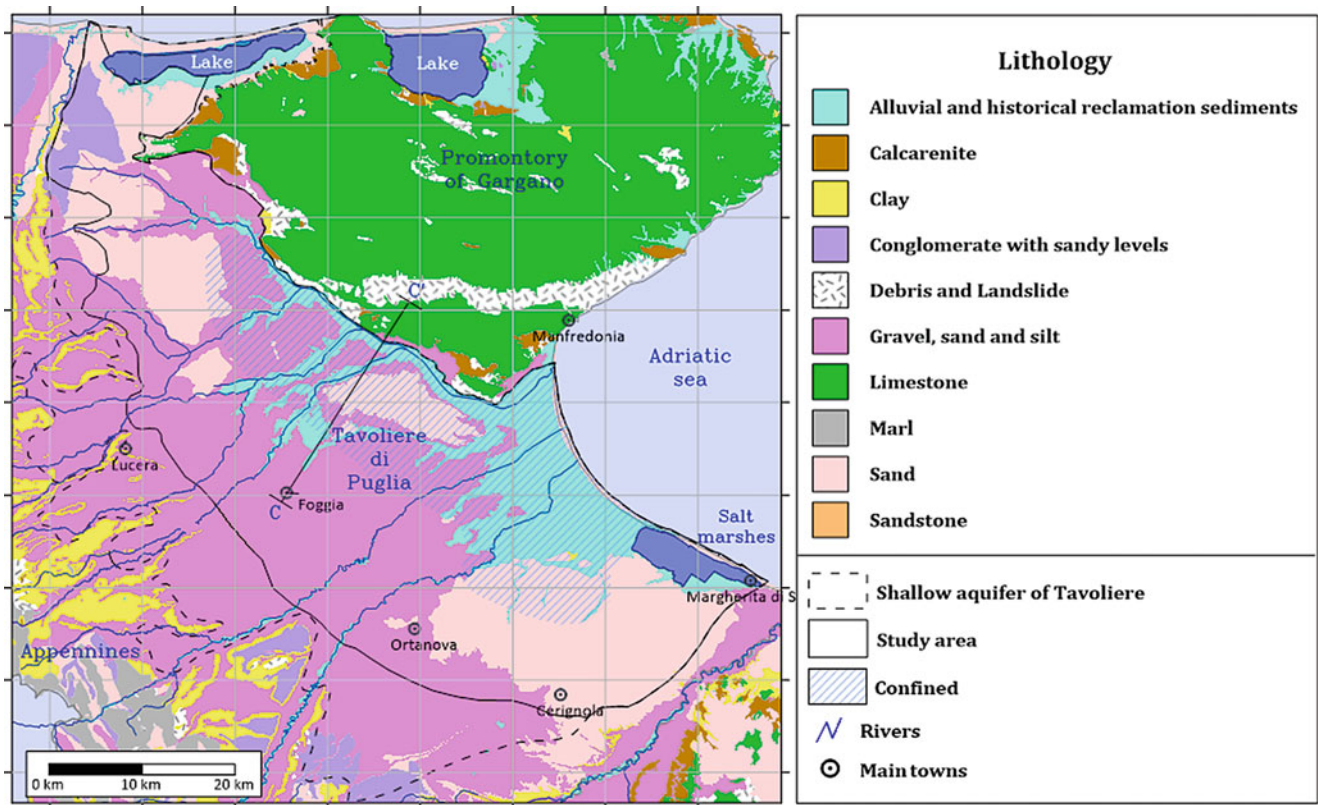 Lake
Lake
Promontory
of Gargano
C'
Manfredonia
Adriatic
sea
Lucera
Tavoliere
di
Puglia
C
Foggia
Salt
marshes
Margherita di S
Ortanova
Appennines
Cerignola
0 km
10 km
20 km
Lithology
Alluvial and historical reclamation sediments
Calcarenite
Clay
Conglomerate with sandy levels
Debris and Landslide
Gravel, sand and silt
Limestone
Marl
Sand
Sandstone
Shallow aquifer of Tavoliere
Study area
Confined
Rivers
Main towns